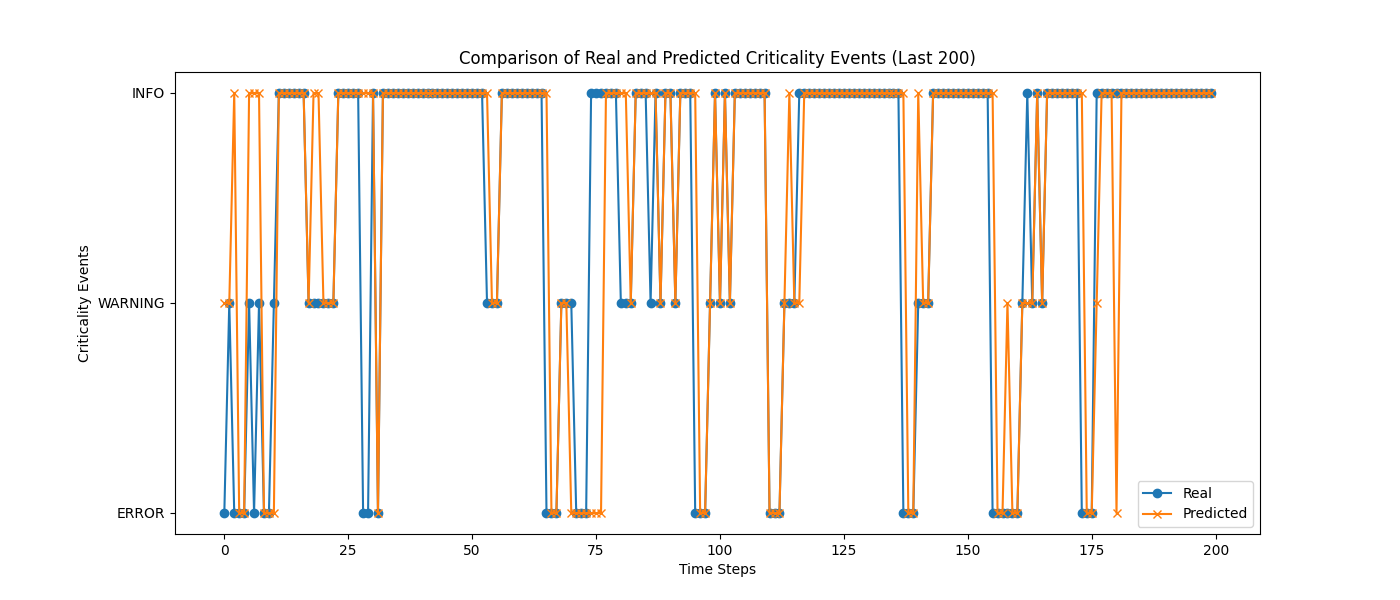 Comparison of Real and Predicted Criticality Events (Last 200)
INFO
WARNING
ERROR
Criticality Events
0 25 50 75 100 125 150 175 200
Time Steps
Real
Predicted